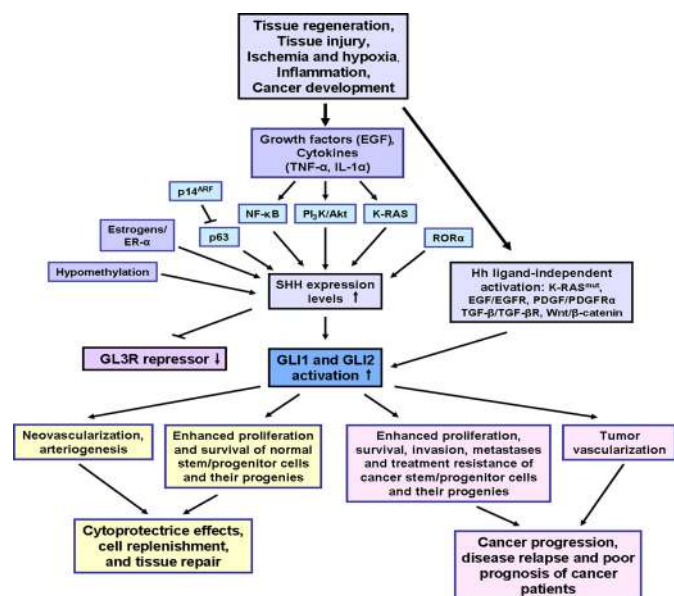 Tissue regeneration,
Tissue injury,
Ischemia and hypoxia,
Inflammation,
Cancer development
Growth factors (EGF),
Cytokines
(TNF-α, IL-1α)
p14ARF
NF-κB
PI3K/Akt
K-RAS
Estrogens/
ER-α
p63
RORα
Hypomethylation
SHH expression
levels ↑
Hh ligand-independent
activation: K-RASmut,
EGF/EGFR, PDGF/PDGFRα
TGF-β/TGF-βR, Wnt/β-catenin
GL3R repressor ↓
GLI1 and GLI2
activation ↑
Neovascularization,
arteriogenesis
Enhanced proliferation
and survival of normal
stem/progenitor cells
and their progenies
Enhanced proliferation,
survival, invasion, metastases
and treatment resistance of
cancer stem/progenitor cells
and their progenies
Tumor
vascularization
Cytoprotectrice effects,
cell replenishment,
and tissue repair
Cancer progression,
disease relapse and poor
prognosis of cancer
patients